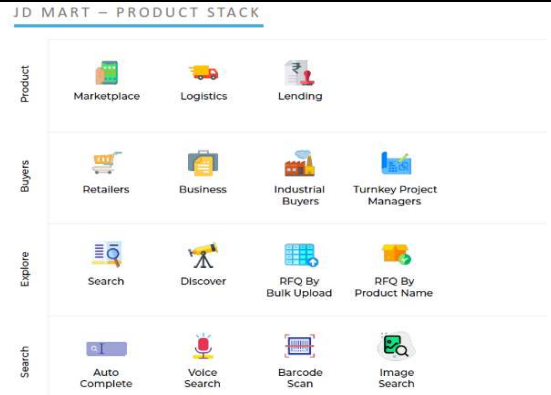 JD MART – PRODUCT STACK
Product
Marketplace
Logistics
₹
Lending
Buyers
Retailers
Business
Industrial
Buyers
Turnkey Project
Managers
Explore
Search
Discover
RFQ By
Bulk Upload
RFQ By
Product Name
Search
Auto
Complete
Voice
Search
Barcode
Scan
Image
Search